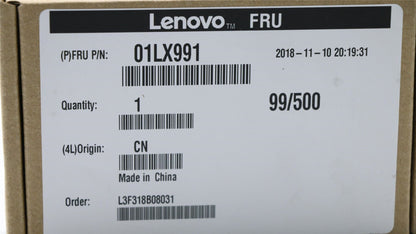 Lenovo™ FRU
(P)FRU P/N: 01LX991 2018-11-10 20:19:31
Quantity: 1 99/500
(4L)Origin: CN
Made in China
Order: L3F318B08031